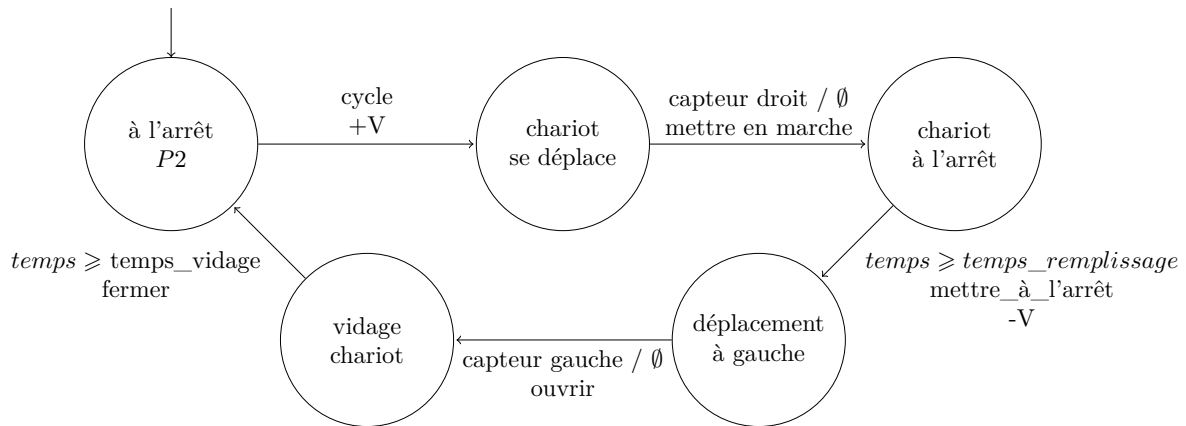 à l'arrêt
P2
cycle
+V
chariot
se déplace
capteur droit / ∅
mettre en marche
chariot
à l'arrêt
temps ⩾ temps_remplissage
mettre_à_l'arrêt
-V
déplacement
à gauche
capteur gauche / ∅
ouvrir
vidage
chariot
temps ⩾ temps_vidage
fermer